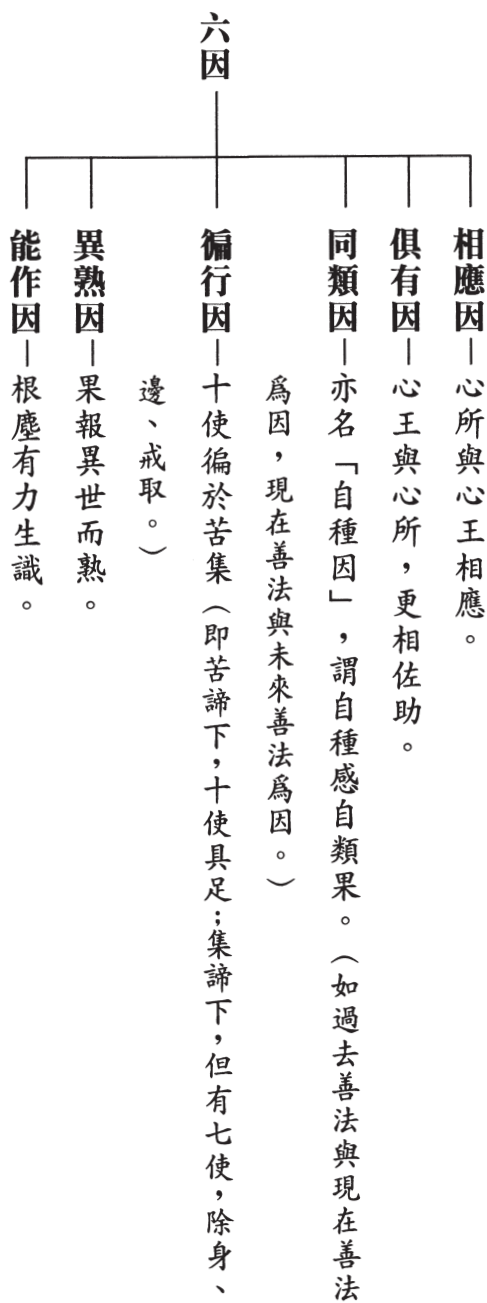 六因
相應因—心所與心王相應。
俱有因—心王與心所，更相佐助。
同類因—亦名「自種因」，謂自種感自類果。（如過去善法與現在善法
爲因，現在善法與未來善法爲因。）
徧行因—十使徧於苦集（即苦諦下，十使具足；集諦下，但有七使，除身、
邊、戒取。）
異熟因—果報異世而熟。
能作因—根塵有力生識。